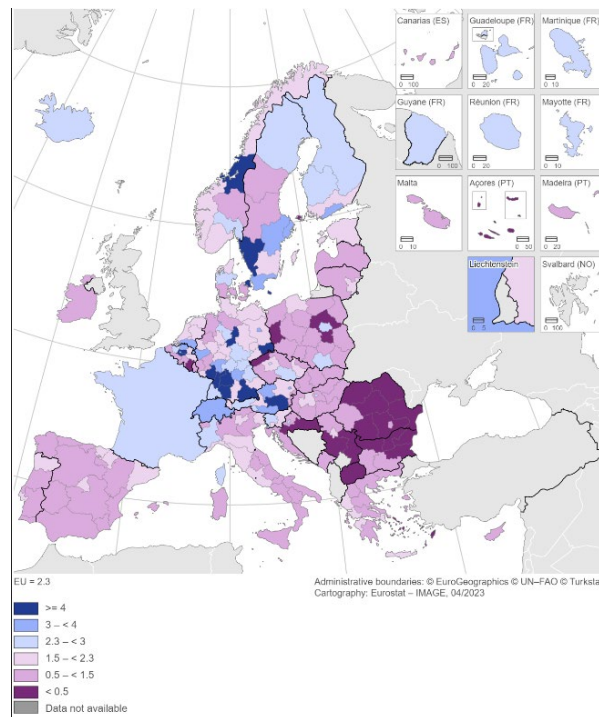 Canarias (ES)
0 100
Guadeloupe (FR)
0 20
Martinique (FR)
0 10
Guyane (FR)
0 100
Réunion (FR)
0 20
Mayotte (FR)
0 10
Malta
0 10
Açores (PT)
0 50
Madeira (PT)
0 20
Liechtenstein
0 5
Svalbard (NO)
0 100
EU = 2.3
Administrative boundaries: © EuroGeographics © UN–FAO © Turksta
Cartography: Eurostat – IMAGE, 04/2023
>= 4
3 – < 4
2.3 – < 3
1.5 – < 2.3
0.5 – < 1.5
< 0.5
Data not available